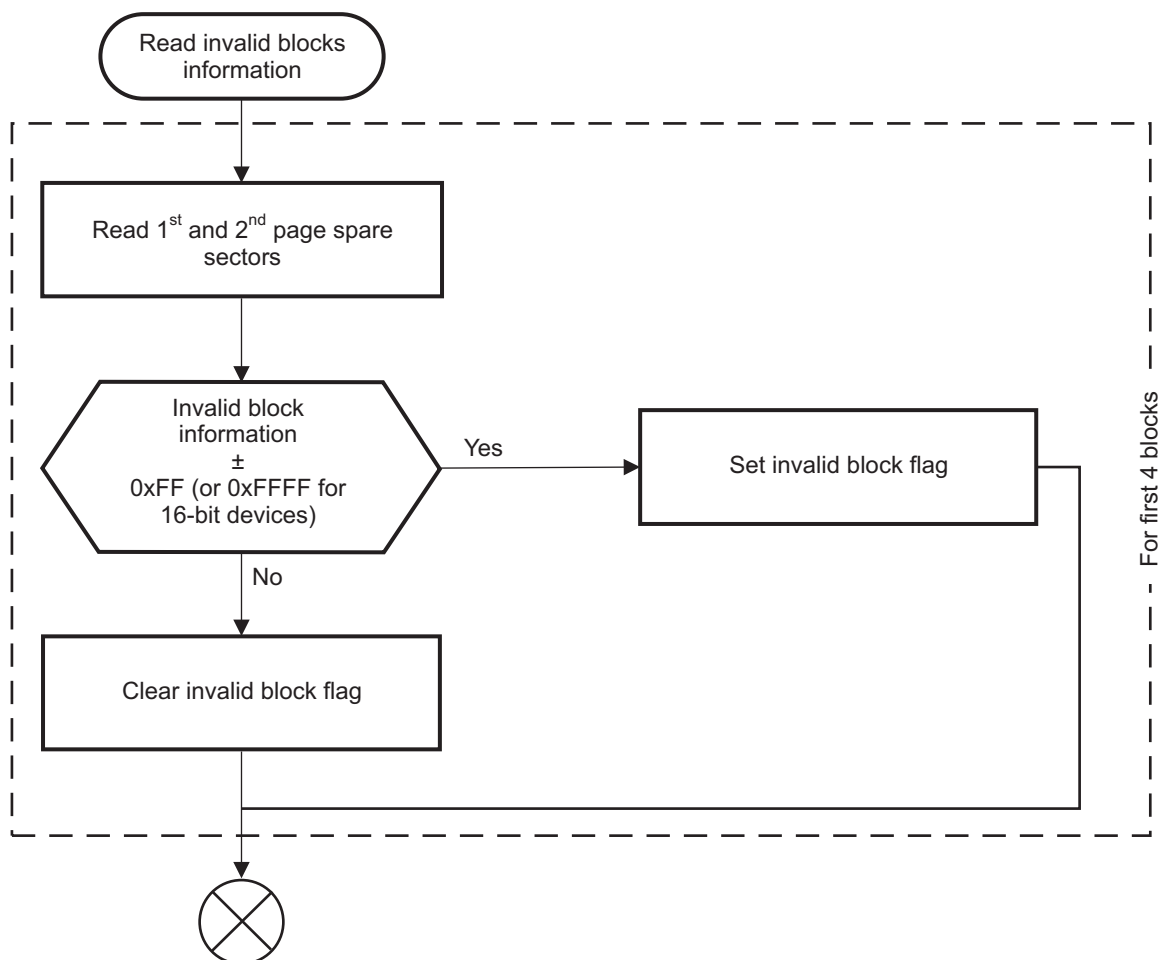 Read invalid blocks
information
Read 1st and 2nd page spare
sectors
Invalid block
information
±
0xFF (or 0xFFFF for
16-bit devices)
Yes
Set invalid block flag
No
Clear invalid block flag
For first 4 blocks